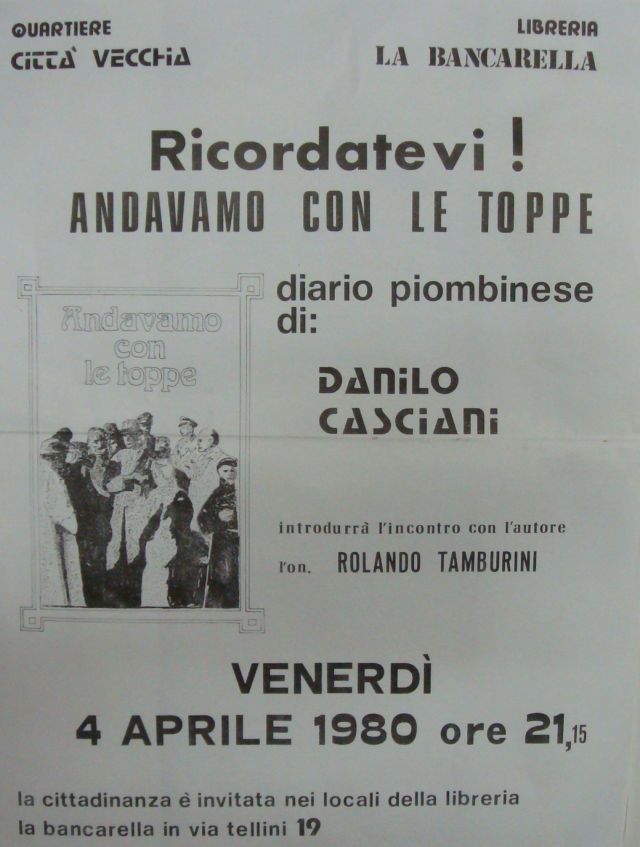 QUARTIERE
CITTÀ VECCHIA
LIBRERIA
LA BANCARELLA
Ricordatevi !
ANDAVAMO CON LE TOPPE
Andavamo
con
le toppe
diario piombinese
di:
DANILO
CASCIANI
introdurrà l'incontro con l'autore
l'on. ROLANDO TAMBURINI
VENERDÌ
4 APRILE 1980 ore 21,15
la cittadinanza è invitata nei locali della libreria
la bancarella in via tellini 19